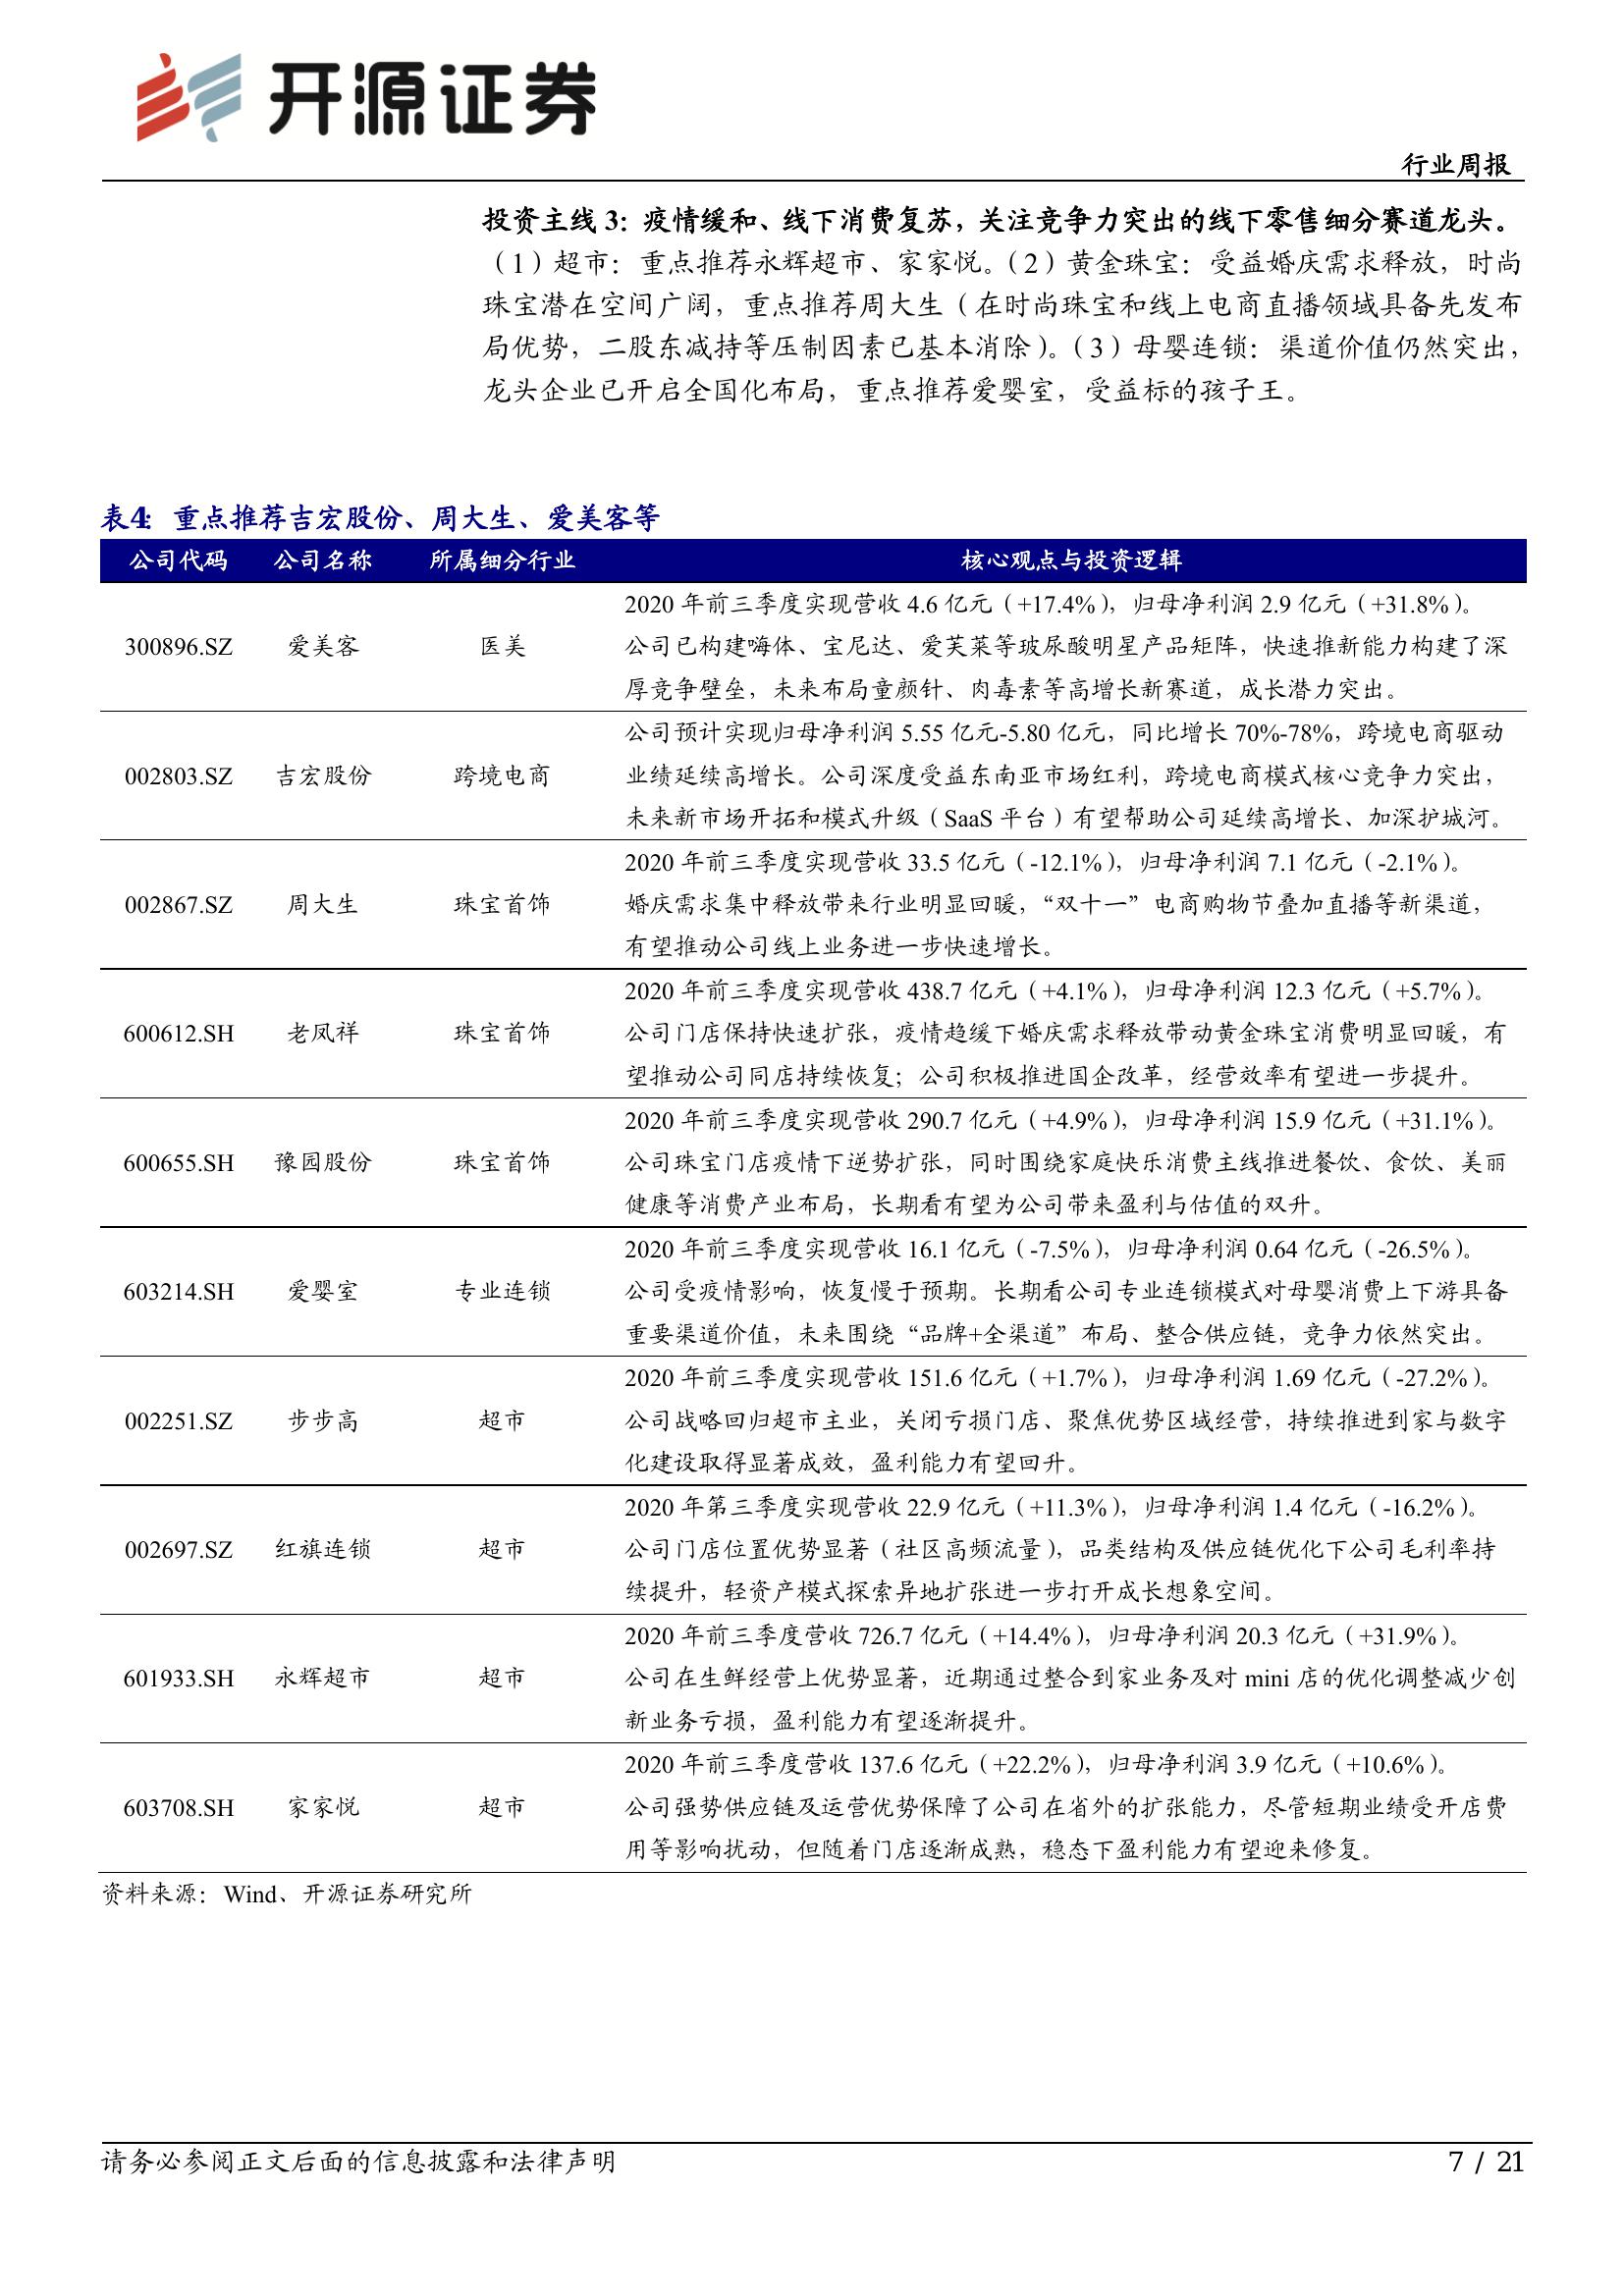 开源证券
行业周报
投资主线 3：疫情缓和、线下消费复苏，关注竞争力突出的线下零售细分赛道龙头。
（1）超市：重点推荐永辉超市、家家悦。（2）黄金珠宝：受益婚庆需求释放，时尚
珠宝潜在空间广阔，重点推荐周大生（在时尚珠宝和线上电商直播领域具备先发布
局优势，二股东减持等压制因素已基本消除）。（3）母婴连锁：渠道价值仍然突出，
龙头企业已开启全国化布局，重点推荐爱婴室，受益标的孩子王。
表4：重点推荐吉宏股份、周大生、爱美客等
公司代码 公司名称 所属细分行业 核心观点与投资逻辑
2020 年前三季度实现营收 4.6 亿元（+17.4%），归母净利润 2.9 亿元（+31.8%）。
300896.SZ 爱美客 医美 公司已构建嗨体、宝尼达、爱芙莱等玻尿酸明星产品矩阵，快速推新能力构建了深
厚竞争壁垒，未来布局童颜针、肉毒素等高增长新赛道，成长潜力突出。
公司预计实现归母净利润 5.55 亿元-5.80 亿元，同比增长 70%-78%，跨境电商驱动
002803.SZ 吉宏股份 跨境电商 业绩延续高增长。公司深度受益东南亚市场红利，跨境电商模式核心竞争力突出，
未来新市场开拓和模式升级（SaaS 平台）有望帮助公司延续高增长、加深护城河。
2020 年前三季度实现营收 33.5 亿元（-12.1%），归母净利润 7.1 亿元（-2.1%）。
002867.SZ 周大生 珠宝首饰 婚庆需求集中释放带来行业明显回暖，“双十一”电商购物节叠加直播等新渠道，
有望推动公司线上业务进一步快速增长。
2020 年前三季度实现营收 438.7 亿元（+4.1%），归母净利润 12.3 亿元（+5.7%）。
600612.SH 老凤祥 珠宝首饰 公司门店保持快速扩张，疫情趋缓下婚庆需求释放带动黄金珠宝消费明显回暖，有
望推动公司同店持续恢复；公司积极推进国企改革，经营效率有望进一步提升。
2020 年前三季度实现营收 290.7 亿元（+4.9%），归母净利润 15.9 亿元（+31.1%）。
600655.SH 豫园股份 珠宝首饰 公司珠宝门店疫情下逆势扩张，同时围绕家庭快乐消费主线推进餐饮、食饮、美丽
健康等消费产业布局，长期看有望为公司带来盈利与估值的双升。
2020 年前三季度实现营收 16.1 亿元（-7.5%），归母净利润 0.64 亿元（-26.5%）。
603214.SH 爱婴室 专业连锁 公司受疫情影响，恢复慢于预期。长期看公司专业连锁模式对母婴消费上下游具备
重要渠道价值，未来围绕“品牌+全渠道”布局、整合供应链，竞争力依然突出。
2020 年前三季度实现营收 151.6 亿元（+1.7%），归母净利润 1.69 亿元（-27.2%）。
002251.SZ 步步高 超市 公司战略回归超市主业，关闭亏损门店、聚焦优势区域经营，持续推进到家与数字
化建设取得显著成效，盈利能力有望回升。
2020 年第三季度实现营收 22.9 亿元（+11.3%），归母净利润 1.4 亿元（-16.2%）。
002697.SZ 红旗连锁 超市 公司门店位置优势显著（社区高频流量），品类结构及供应链优化下公司毛利率持
续提升，轻资产模式探索异地扩张进一步打开成长想象空间。
2020 年前三季度营收 726.7 亿元（+14.4%），归母净利润 20.3 亿元（+31.9%）。
601933.SH 永辉超市 超市 公司在生鲜经营上优势显著，近期通过整合到家业务及对 mini 店的优化调整减少创
新业务亏损，盈利能力有望逐渐提升。
2020 年前三季度营收 137.6 亿元（+22.2%），归母净利润 3.9 亿元（+10.6%）。
603708.SH 家家悦 超市 公司强势供应链及运营优势保障了公司在省外的扩张能力，尽管短期业绩受开店费
用等影响扰动，但随着门店逐渐成熟，稳态下盈利能力有望迎来修复。
资料来源：Wind、开源证券研究所
请务必参阅正文后面的信息披露和法律声明 7 / 21